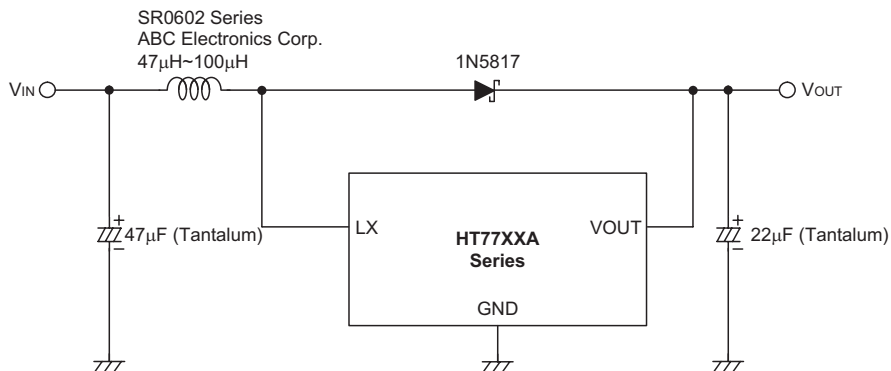 SR0602 Series
ABC Electronics Corp.
47µH~100µH
1N5817
VIN
VOUT
+
47µF (Tantalum)
−
LX
HT77XXA
Series
VOUT
GND
+
22µF (Tantalum)
−